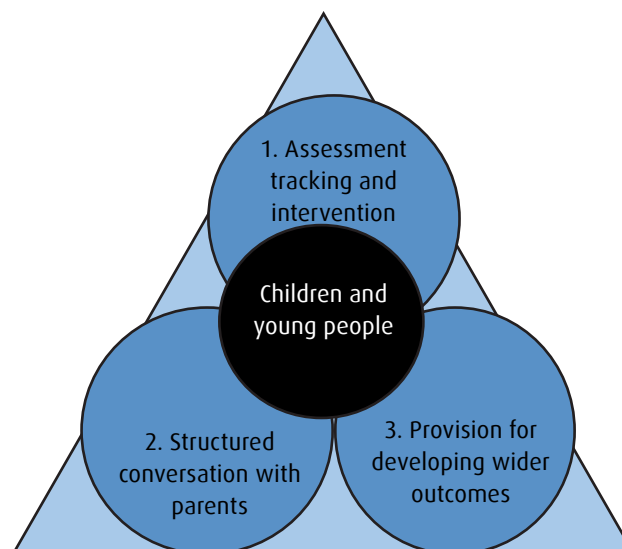 1. Assessment
tracking and
intervention
Children and
young people
2. Structured
conversation with
parents
3. Provision for
developing wider
outcomes